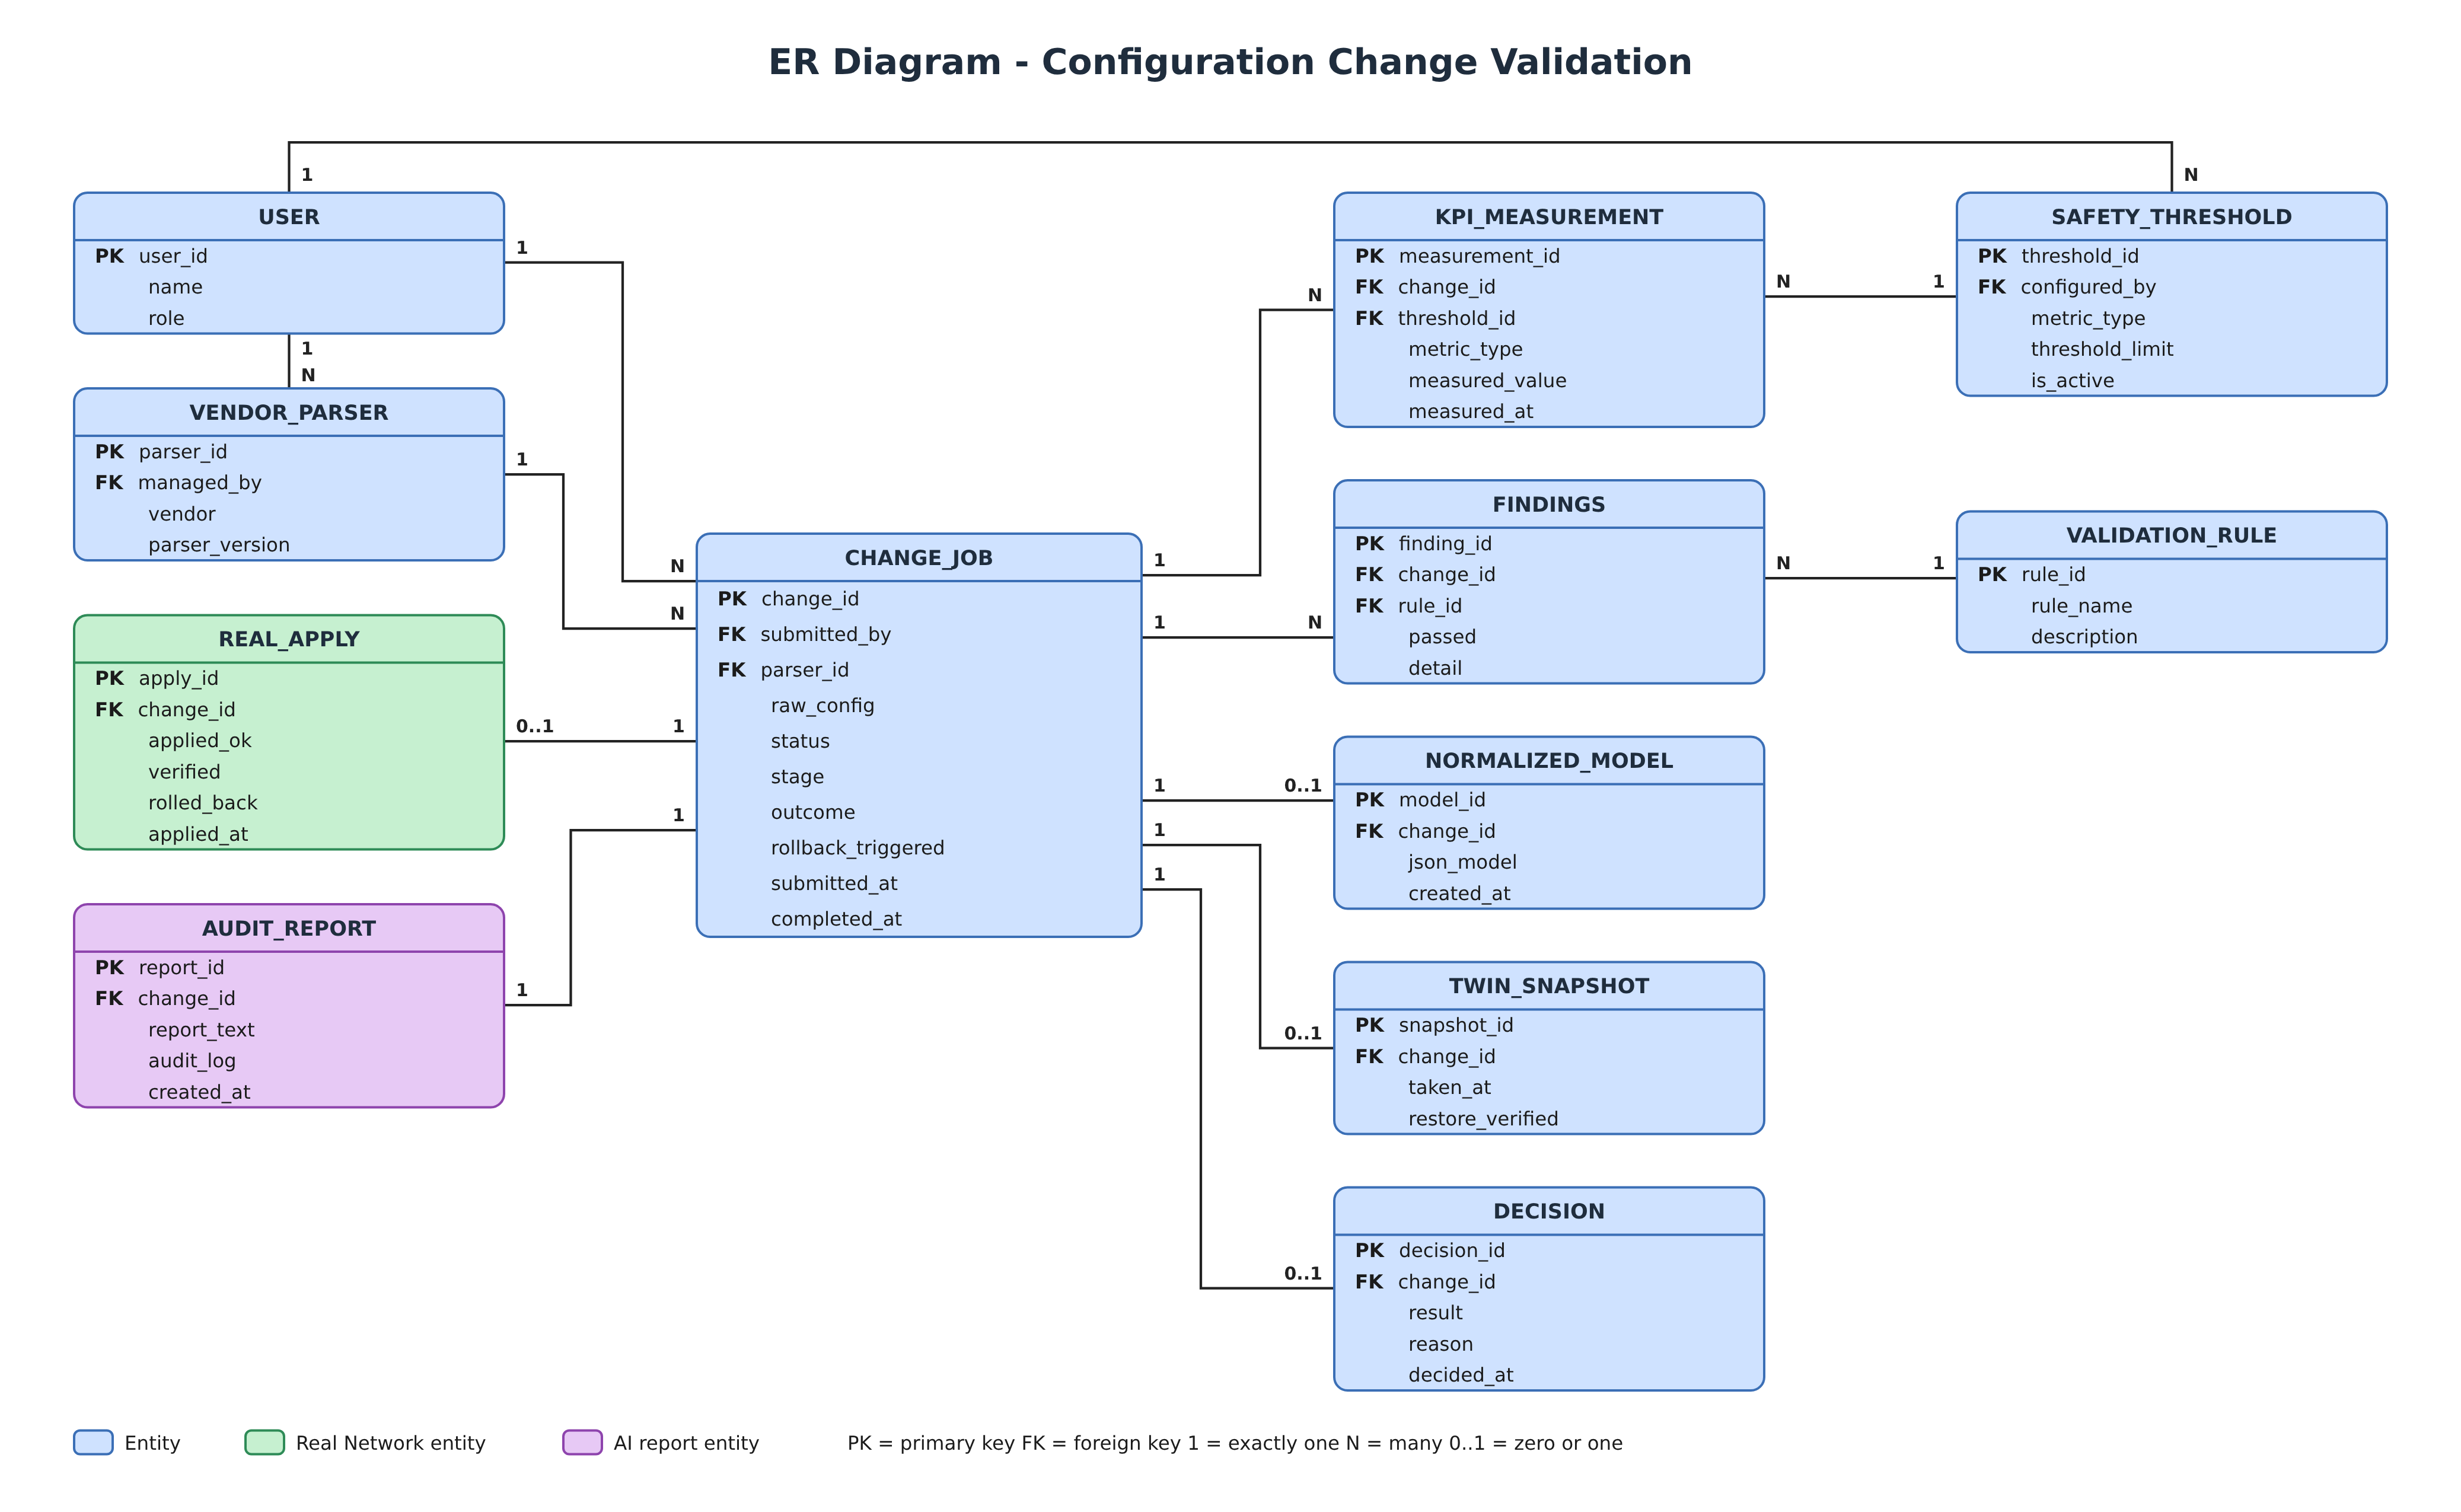 ER Diagram - Configuration Change Validation
1
N
USER
PK user_id
name
role
1
1
N
VENDOR_PARSER
PK parser_id
FK managed_by
vendor
parser_version
1
REAL_APPLY
PK apply_id
FK change_id
applied_ok
verified
rolled_back
applied_at
0..1
AUDIT_REPORT
PK report_id
FK change_id
report_text
audit_log
created_at
1
CHANGE_JOB
PK change_id
FK submitted_by
FK parser_id
raw_config
status
stage
outcome
rollback_triggered
submitted_at
completed_at
N
N
1
1
1
1
1
1
1
KPI_MEASUREMENT
PK measurement_id
FK change_id
FK threshold_id
metric_type
measured_value
measured_at
N
N
1
SAFETY_THRESHOLD
PK threshold_id
FK configured_by
metric_type
threshold_limit
is_active
FINDINGS
PK finding_id
FK change_id
FK rule_id
passed
detail
N
N
1
VALIDATION_RULE
PK rule_id
rule_name
description
NORMALIZED_MODEL
PK model_id
FK change_id
json_model
created_at
0..1
TWIN_SNAPSHOT
PK snapshot_id
FK change_id
taken_at
restore_verified
0..1
DECISION
PK decision_id
FK change_id
result
reason
decided_at
0..1
Entity
Real Network entity
AI report entity
PK = primary key FK = foreign key 1 = exactly one N = many 0..1 = zero or one